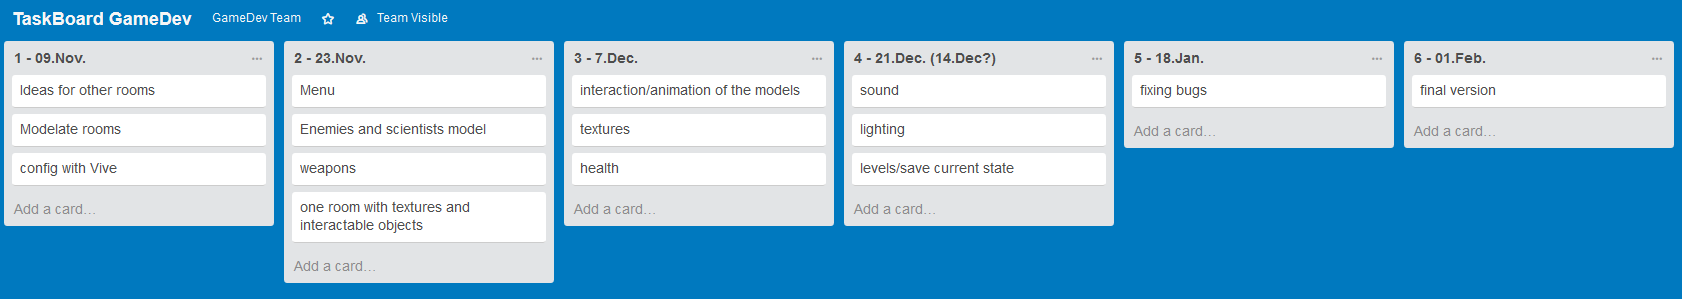 TaskBoard GameDev
GameDev Team
Team Visible
1 - 09.Nov.
Ideas for other rooms
Modelate rooms
config with Vive
Add a card...
2 - 23.Nov.
Menu
Enemies and scientists model
weapons
one room with textures and
interactable objects
Add a card...
3 - 7.Dec.
interaction/animation of the models
textures
health
Add a card...
4 - 21.Dec. (14.Dec?)
sound
lighting
levels/save current state
Add a card...
5 - 18.Jan.
fixing bugs
Add a card...
6 - 01.Feb.
final version
Add a card...